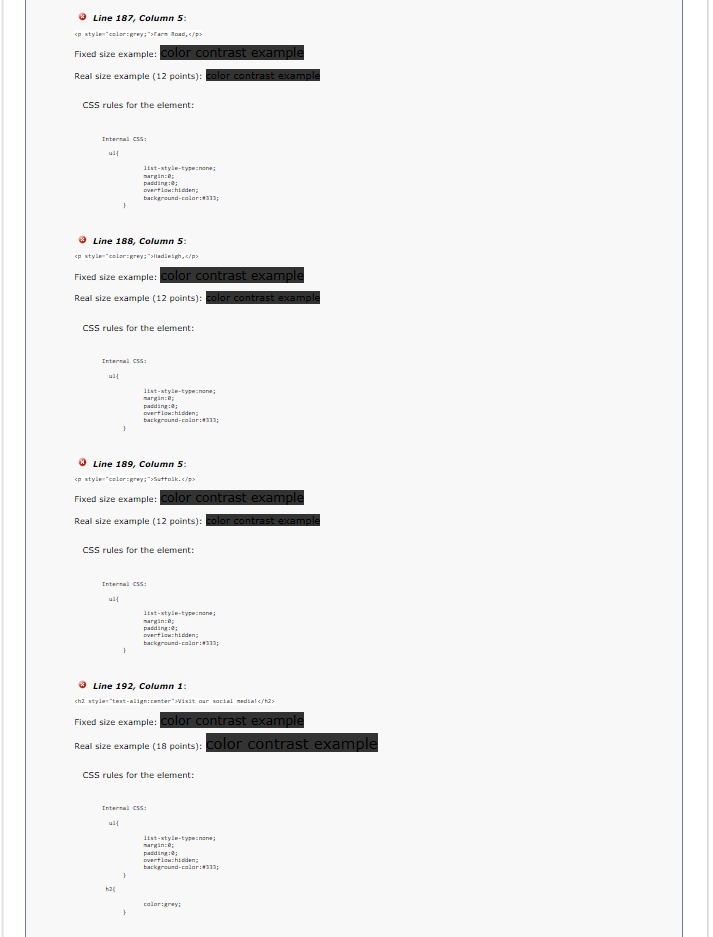 Line 187, Column 5:
<p style="color:grey;">Farm Road,</p>
Fixed size example: color contrast example
Real size example (12 points): color contrast example
CSS rules for the element:
Internal CSS:
ul{
list-style-type:none;
margin:0;
padding:0;
overflow:hidden;
background-color:#333;
}
Line 188, Column 5:
<p style="color:grey;">Hadleigh,</p>
Fixed size example: color contrast example
Real size example (12 points): color contrast example
CSS rules for the element:
Internal CSS:
ul{
list-style-type:none;
margin:0;
padding:0;
overflow:hidden;
background-color:#333;
}
Line 189, Column 5:
<p style="color:grey;">Suffolk.</p>
Fixed size example: color contrast example
Real size example (12 points): color contrast example
CSS rules for the element:
Internal CSS:
ul{
list-style-type:none;
margin:0;
padding:0;
overflow:hidden;
background-color:#333;
}
Line 192, Column 1:
<h2 style="text-align:center">Visit our social media!</h2>
Fixed size example: color contrast example
Real size example (18 points): color contrast example
CSS rules for the element:
Internal CSS:
ul{
list-style-type:none;
margin:0;
padding:0;
overflow:hidden;
background-color:#333;
}
h2{
color:grey;
}